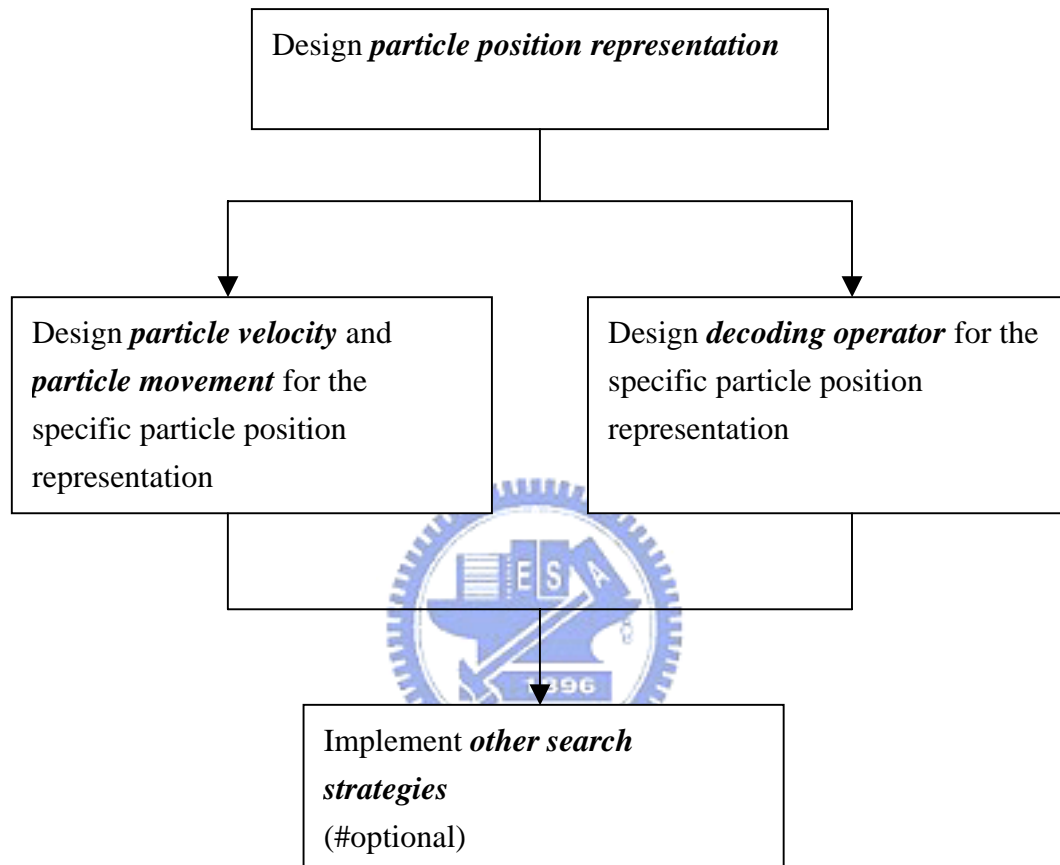 Design particle position representation
Design particle velocity and
particle movement for the
specific particle position
representation
Design decoding operator for the
specific particle position
representation
E S A
1896
Implement other search
strategies
(#optional)